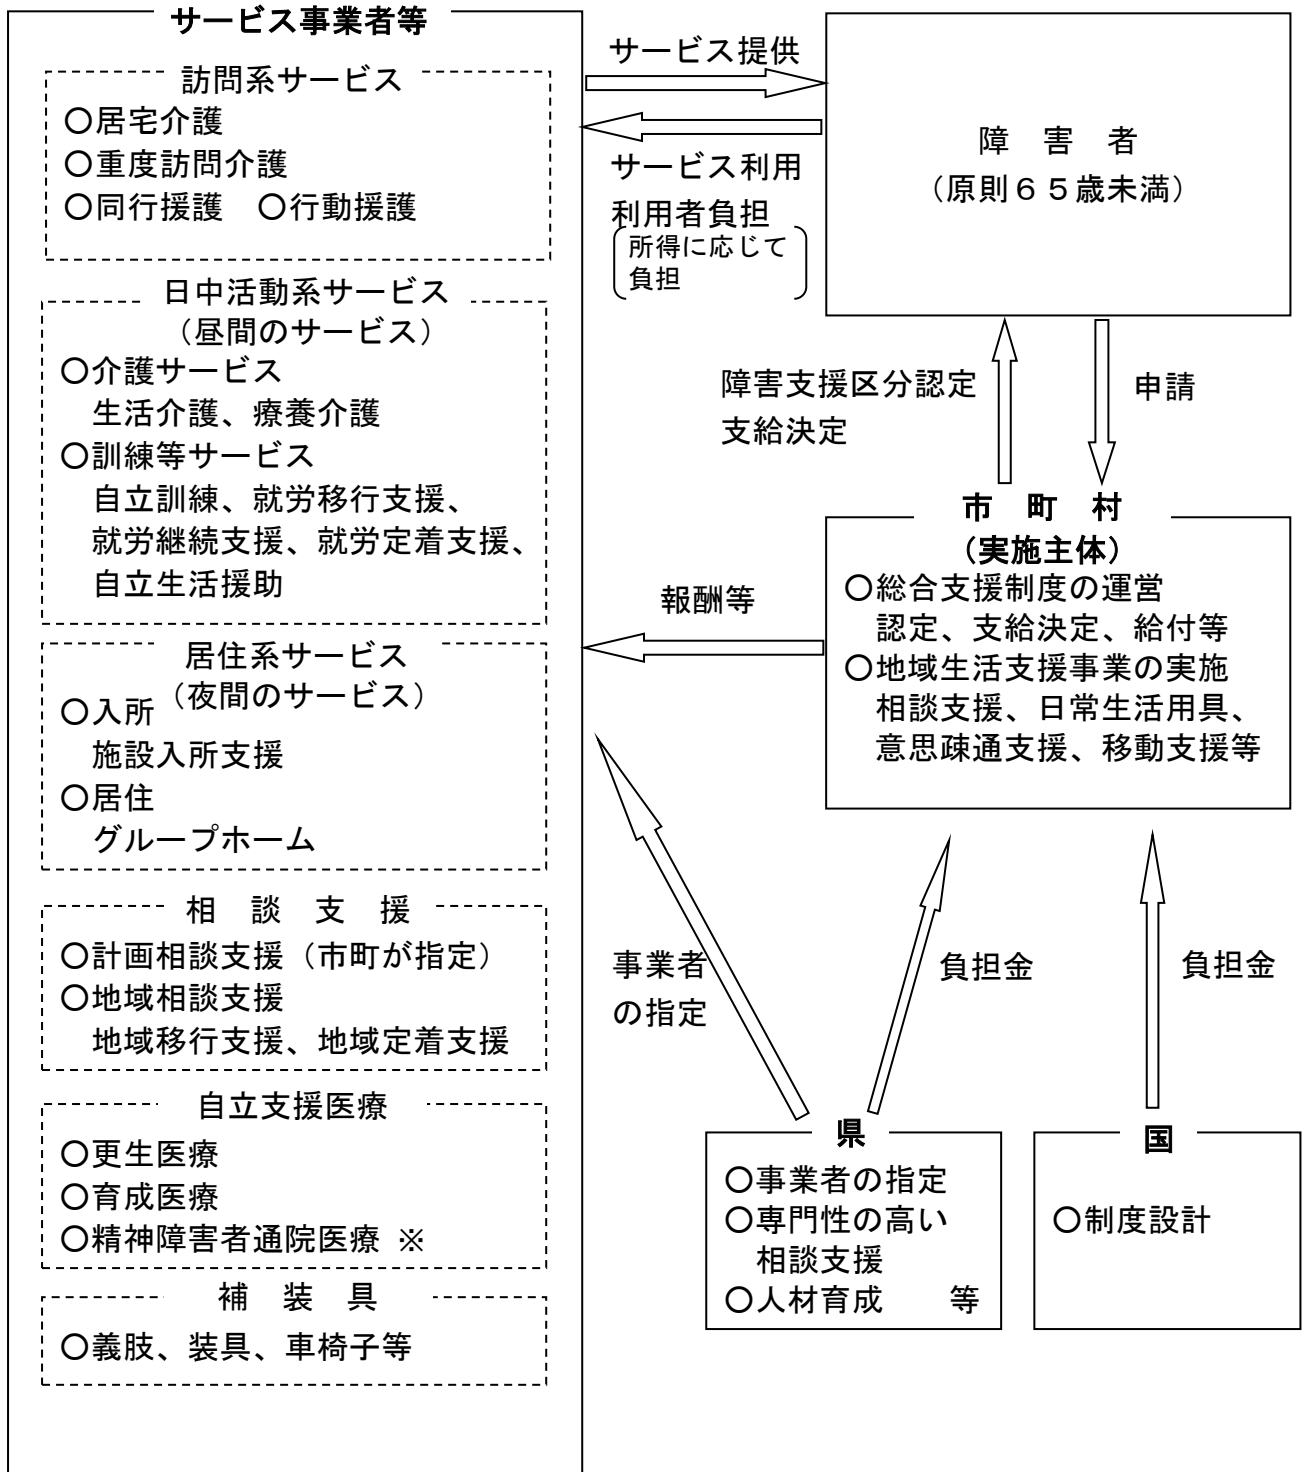 サービス事業者等
訪問系サービス
○居宅介護
○重度訪問介護
○同行援護　○行動援護
日中活動系サービス
（昼間のサービス）
○介護サービス
生活介護、療養介護
○訓練等サービス
自立訓練、就労移行支援、
就労継続支援、就労定着支援、
自立生活援助
居住系サービス
（夜間のサービス）
○入所
施設入所支援
○居住
グループホーム
相　談　支　援
○計画相談支援（市町が指定）
○地域相談支援
地域移行支援、地域定着支援
自立支援医療
○更生医療
○育成医療
○精神障害者通院医療 ※
補　装　具
○義肢、装具、車椅子等
サービス提供
サービス利用
利用者負担
所得に応じて
負担
障　害　者
（原則６５歳未満）
障害支援区分認定
支給決定
申請
市　町　村
（実施主体）
○総合支援制度の運営
認定、支給決定、給付等
○地域生活支援事業の実施
相談支援、日常生活用具、
意思疎通支援、移動支援等
報酬等
事業者
の指定
負担金
負担金
県
○事業者の指定
○専門性の高い
相談支援
○人材育成　　等
国
○制度設計